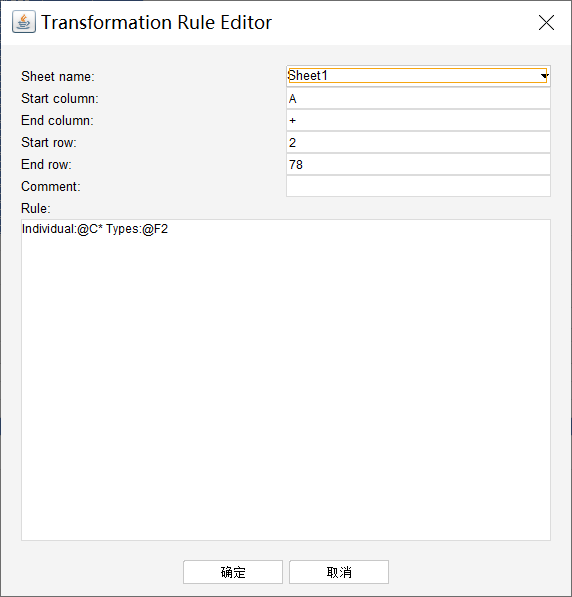 Transformation Rule Editor
Sheet name: Sheet1
Start column: A
End column: +
Start row: 2
End row: 78
Comment:
Rule:
Individual:@C* Types:@F2
确定 取消